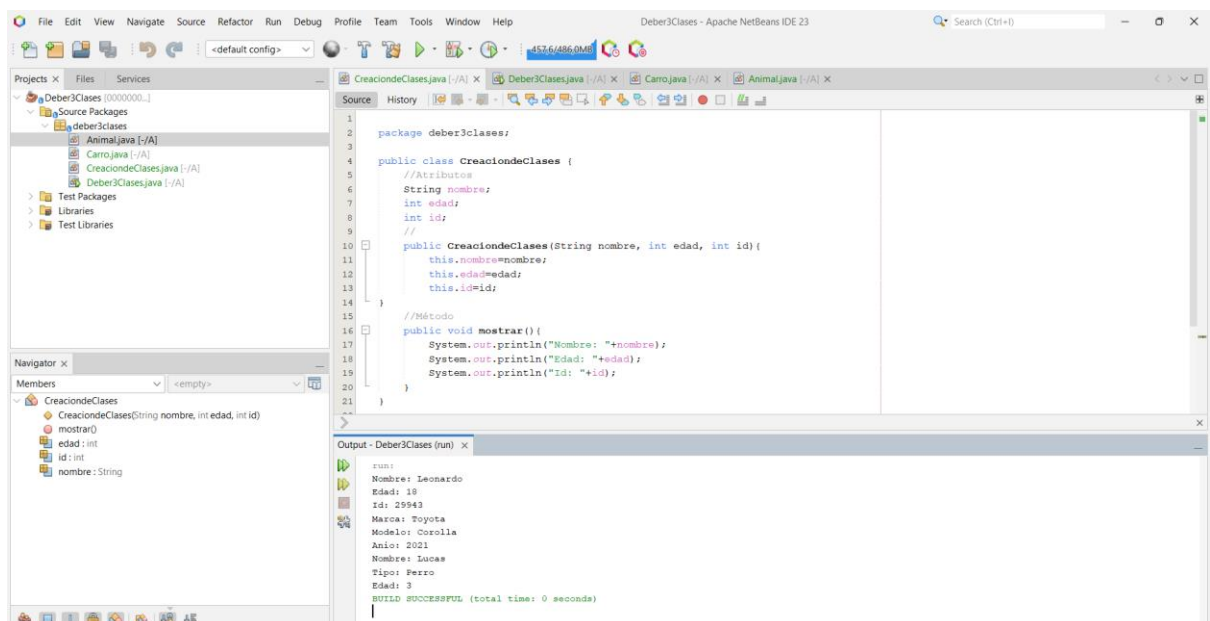 File Edit View Navigate Source Refactor Run Debug Profile Team Tools Window Help Deber3Clases - Apache NetBeans IDE 23 Search (Ctrl+I)
<default config> 457.6/486.0MB
Projects Files Services
Deber3Clases [0000000...]
Source Packages
deber3clases
Animal.java [-/A]
Carro.java [-/A]
CreaciondeClases.java [-/A]
Deber3Clases.java [-/A]
Test Packages
Libraries
Test Libraries
Navigator
Members <empty>
CreaciondeClases
CreaciondeClases(String nombre, int edad, int id)
mostrar()
edad : int
id : int
nombre : String
CreaciondeClases.java [-/A] Deber3Clases.java [-/A] Carro.java [-/A] Animal.java [-/A]
Source History
1
2 package deber3clases;
3
4 public class CreaciondeClases {
5 //Atributos
6 String nombre;
7 int edad;
8 int id;
9 //
10 public CreaciondeClases(String nombre, int edad, int id){
11 this.nombre=nombre;
12 this.edad=edad;
13 this.id=id;
14 }
15 //Método
16 public void mostrar(){
17 System.out.println("Nombre: "+nombre);
18 System.out.println("Edad: "+edad);
19 System.out.println("Id: "+id);
20 }
21 }
Output - Deber3Clases (run)
run:
Nombre: Leonardo
Edad: 18
Id: 29943
Marca: Toyota
Modelo: Corolla
Anio: 2021
Nombre: Lucas
Tipo: Perro
Edad: 3
BUILD SUCCESSFUL (total time: 0 seconds)